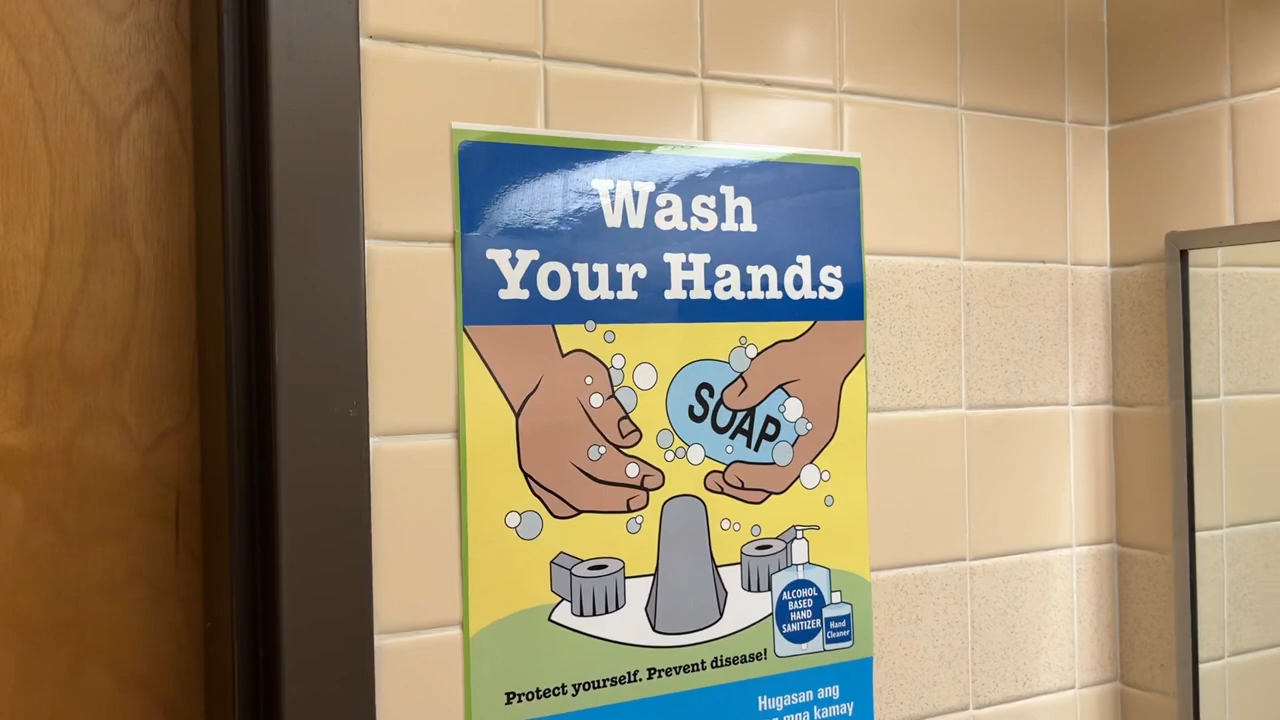 Wash
Your Hands
SOAP
ALCOHOL
BASED
HAND
SANITIZER
Hand
Cleaner
Protect yourself. Prevent disease!
Hugasan ang
mga kamay